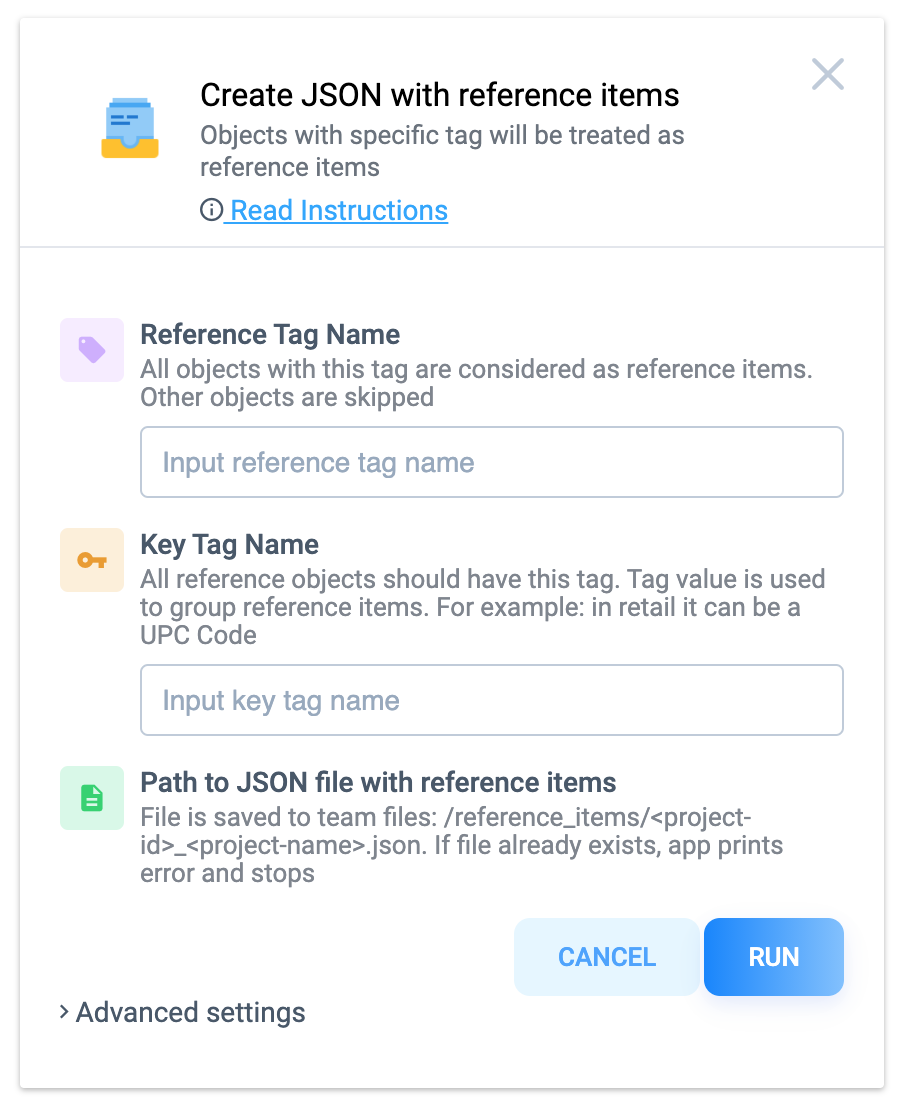 Create JSON with reference items
Objects with specific tag will be treated as
reference items
Read Instructions
Reference Tag Name
All objects with this tag are considered as reference items.
Other objects are skipped
Input reference tag name
Key Tag Name
All reference objects should have this tag. Tag value is used
to group reference items. For example: in retail it can be a
UPC Code
Input key tag name
Path to JSON file with reference items
File is saved to team files: /reference_items/<project-
id>_<project-name>.json. If file already exists, app prints
error and stops
CANCEL RUN
Advanced settings